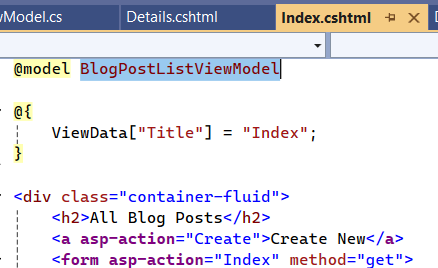 wModel.cs Details.cshtml Index.cshtml
@model BlogPostListViewModel
@{
ViewData["Title"] = "Index";
}
<div class="container-fluid">
<h2>All Blog Posts</h2>
<a asp-action="Create">Create New</a>
<form asp-action="Index" method="get">